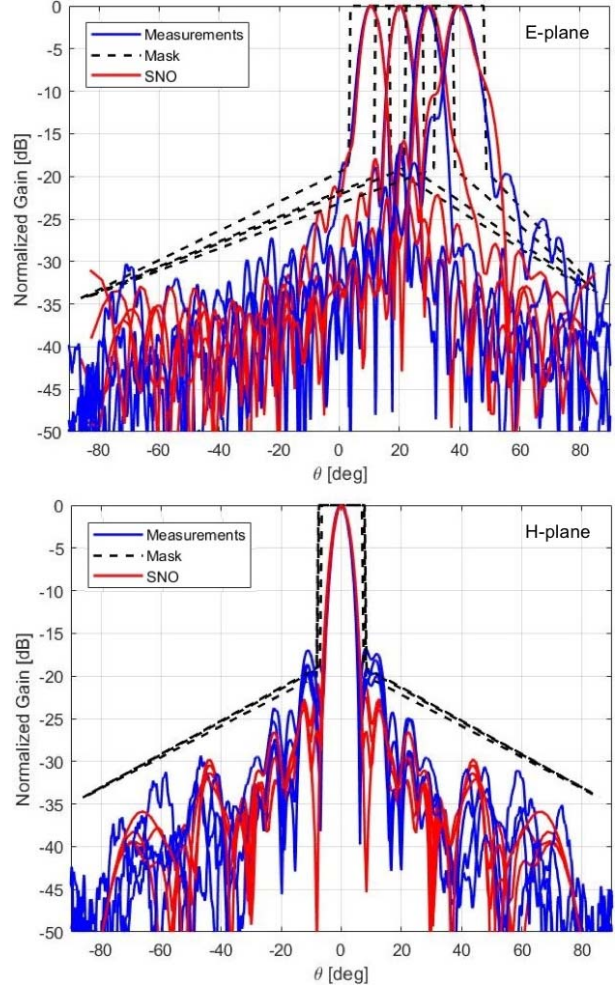 0
E-plane
Measurements
Mask
SNO
-5
-10
-15
-20
-25
-30
-35
-40
-45
-50
Normalized Gain [dB]
-80 -60 -40 -20 0 20 40 60 80
θ [deg]
0
H-plane
Measurements
Mask
SNO
-5
-10
-15
-20
-25
-30
-35
-40
-45
-50
Normalized Gain [dB]
-80 -60 -40 -20 0 20 40 60 80
θ [deg]